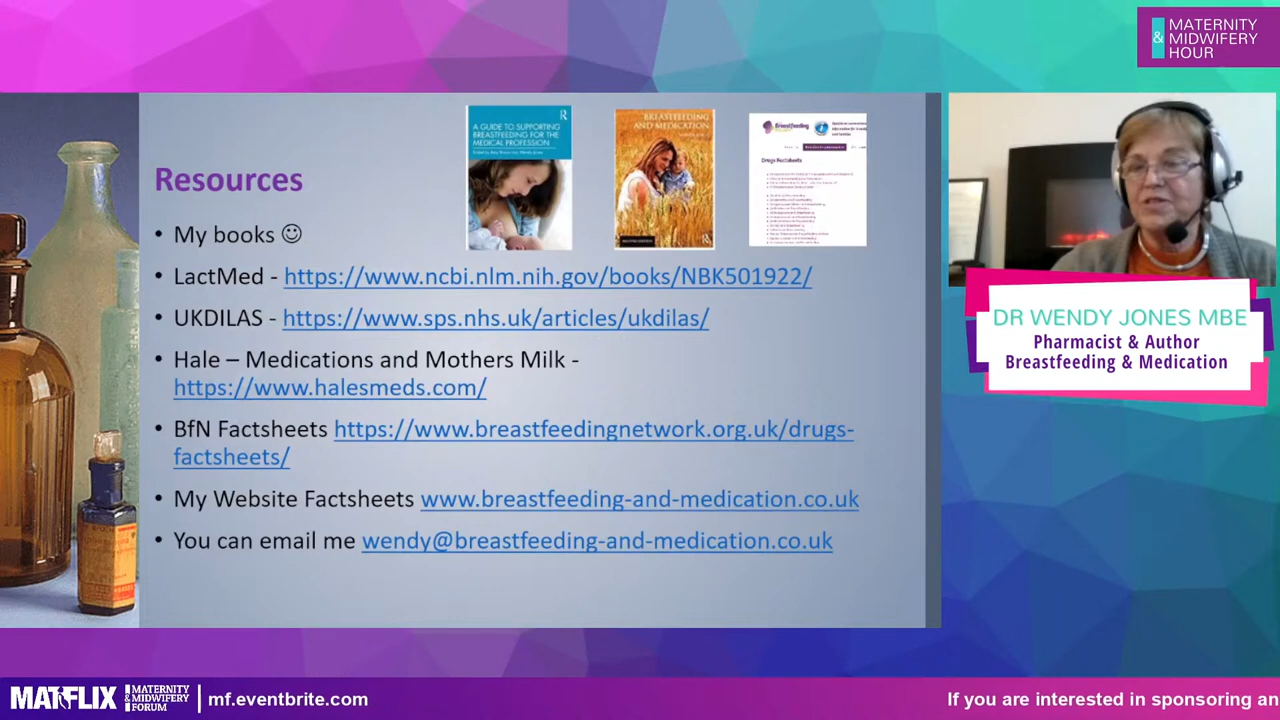 MATERNITY
& MIDWIFERY
HOUR
A GUIDE TO SUPPORTING
BREASTFEEDING FOR THE
MEDICAL PROFESSION
BREASTFEEDING
AND MEDICATION
Breastfeeding
Drugs Factsheets
Resources
• My books ☺
• LactMed - https://www.ncbi.nlm.nih.gov/books/NBK501922/
• UKDILAS - https://www.sps.nhs.uk/articles/ukdilas/
• Hale – Medications and Mothers Milk -
https://www.halesmeds.com/
• BfN Factsheets https://www.breastfeedingnetwork.org.uk/drugs-
factsheets/
• My Website Factsheets www.breastfeeding-and-medication.co.uk
• You can email me wendy@breastfeeding-and-medication.co.uk
DR WENDY JONES MBE
Pharmacist & Author
Breastfeeding & Medication
MATFLIX
MATERNITY
& MIDWIFERY
FORUM
mf.eventbrite.com
If you are interested in sponsoring an